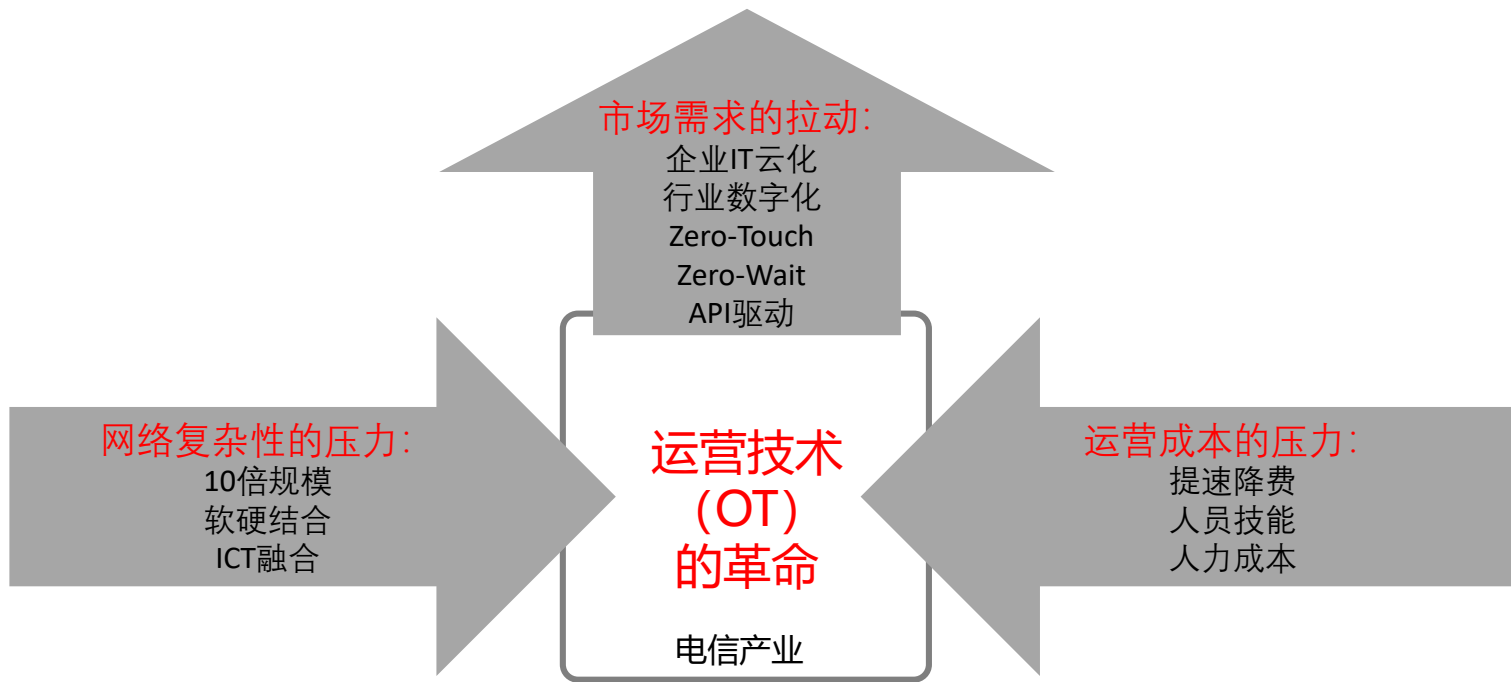 市场需求的拉动：
企业IT云化
行业数字化
Zero-Touch
Zero-Wait
API驱动
网络复杂性的压力：
10倍规模
软硬结合
ICT融合
运营技术
（OT）
的革命
电信产业
运营成本的压力：
提速降费
人员技能
人力成本